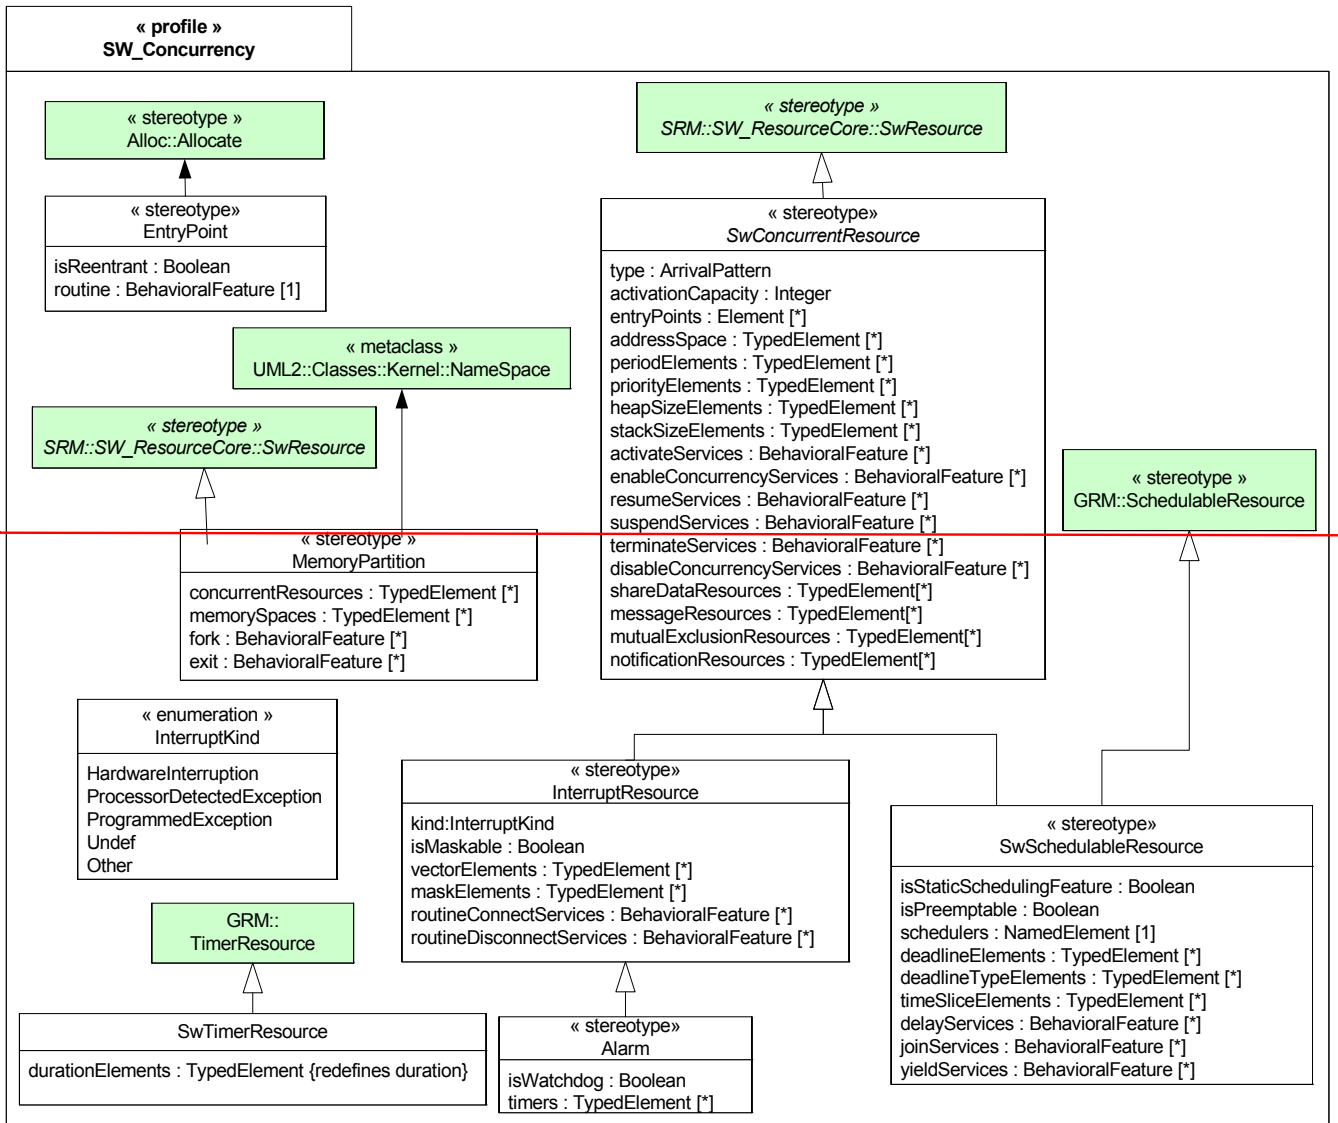 « profile »
SW_Concurrency
« stereotype »
Alloc::Allocate
« stereotype»
EntryPoint
isReentrant : Boolean
routine : BehavioralFeature [1]
« metaclass »
UML2::Classes::Kernel::NameSpace
« stereotype »
SRM::SW_ResourceCore::SwResource
« stereotype »
MemoryPartition
concurrentResources : TypedElement [*]
memorySpaces : TypedElement [*]
fork : BehavioralFeature [*]
exit : BehavioralFeature [*]
« stereotype »
SRM::SW_ResourceCore::SwResource
« stereotype»
SwConcurrentResource
type : ArrivalPattern
activationCapacity : Integer
entryPoints : Element [*]
addressSpace : TypedElement [*]
periodElements : TypedElement [*]
priorityElements : TypedElement [*]
heapSizeElements : TypedElement [*]
stackSizeElements : TypedElement [*]
activateServices : BehavioralFeature [*]
enableConcurrencyServices : BehavioralFeature [*]
resumeServices : BehavioralFeature [*]
suspendServices : BehavioralFeature [*]
terminateServices : BehavioralFeature [*]
disableConcurrencyServices : BehavioralFeature [*]
shareDataResources : TypedElement[*]
messageResources : TypedElement[*]
mutualExclusionResources : TypedElement[*]
notificationResources : TypedElement[*]
« stereotype »
GRM::SchedulableResource
« enumeration »
InterruptKind
HardwareInterruption
ProcessorDetectedException
ProgrammedException
Undef
Other
« stereotype»
InterruptResource
kind:InterruptKind
isMaskable : Boolean
vectorElements : TypedElement [*]
maskElements : TypedElement [*]
routineConnectServices : BehavioralFeature [*]
routineDisconnectServices : BehavioralFeature [*]
« stereotype»
SwSchedulableResource
isStaticSchedulingFeature : Boolean
isPreemptable : Boolean
schedulers : NamedElement [1]
deadlineElements : TypedElement [*]
deadlineTypeElements : TypedElement [*]
timeSliceElements : TypedElement [*]
delayServices : BehavioralFeature [*]
joinServices : BehavioralFeature [*]
yieldServices : BehavioralFeature [*]
GRM::
TimerResource
SwTimerResource
durationElements : TypedElement {redefines duration}
« stereotype»
Alarm
isWatchdog : Boolean
timers : TypedElement [*]